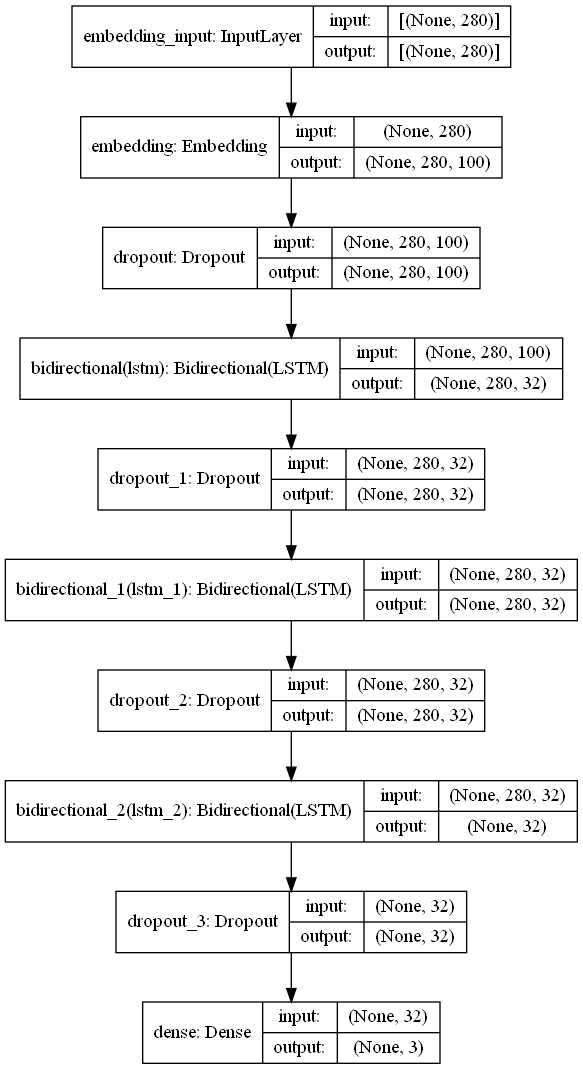 embedding_input: InputLayer
input: [(None, 280)]
output: [(None, 280)]
embedding: Embedding
input: (None, 280)
output: (None, 280, 100)
dropout: Dropout
input: (None, 280, 100)
output: (None, 280, 100)
bidirectional(lstm): Bidirectional(LSTM)
input: (None, 280, 100)
output: (None, 280, 32)
dropout_1: Dropout
input: (None, 280, 32)
output: (None, 280, 32)
bidirectional_1(lstm_1): Bidirectional(LSTM)
input: (None, 280, 32)
output: (None, 280, 32)
dropout_2: Dropout
input: (None, 280, 32)
output: (None, 280, 32)
bidirectional_2(lstm_2): Bidirectional(LSTM)
input: (None, 280, 32)
output: (None, 32)
dropout_3: Dropout
input: (None, 32)
output: (None, 32)
dense: Dense
input: (None, 32)
output: (None, 3)